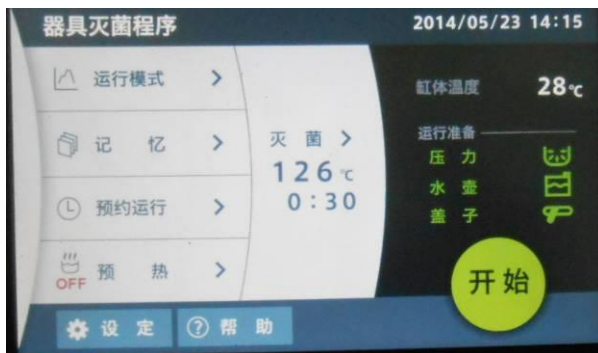 器具灭菌程序
2014/05/23 14:15
运行模式
记忆
预约运行
预热
OFF
灭菌
126℃
0:30
缸体温度 28℃
运行准备
压力
水壶
盖子
开始
设定
帮助